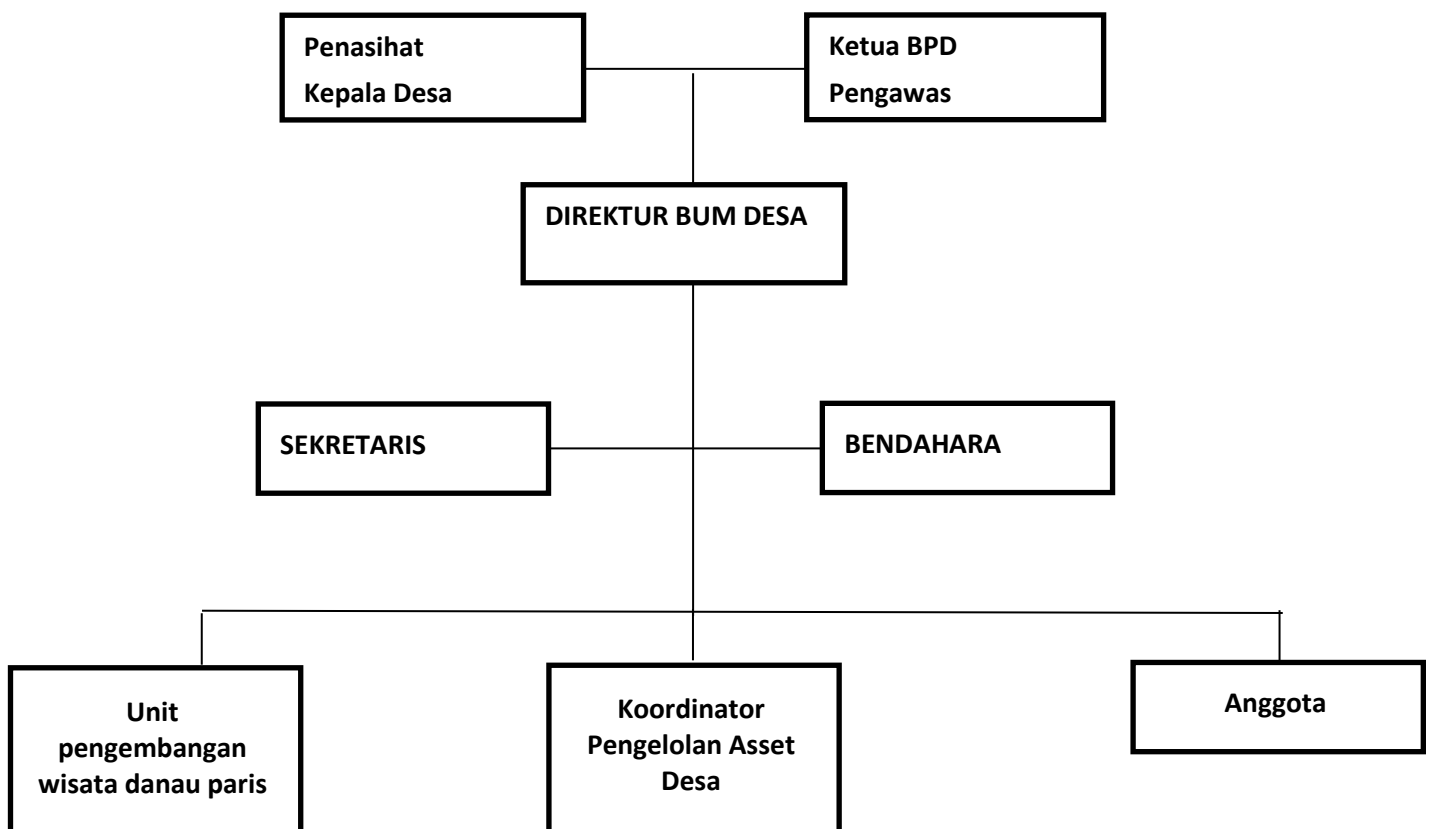 Penasihat
Kepala Desa
Ketua BPD
Pengawas
DIREKTUR BUM DESA
SEKRETARIS
BENDAHARA
Unit
pengembangan
wisata danau paris
Koordinator
Pengelolan Asset
Desa
Anggota